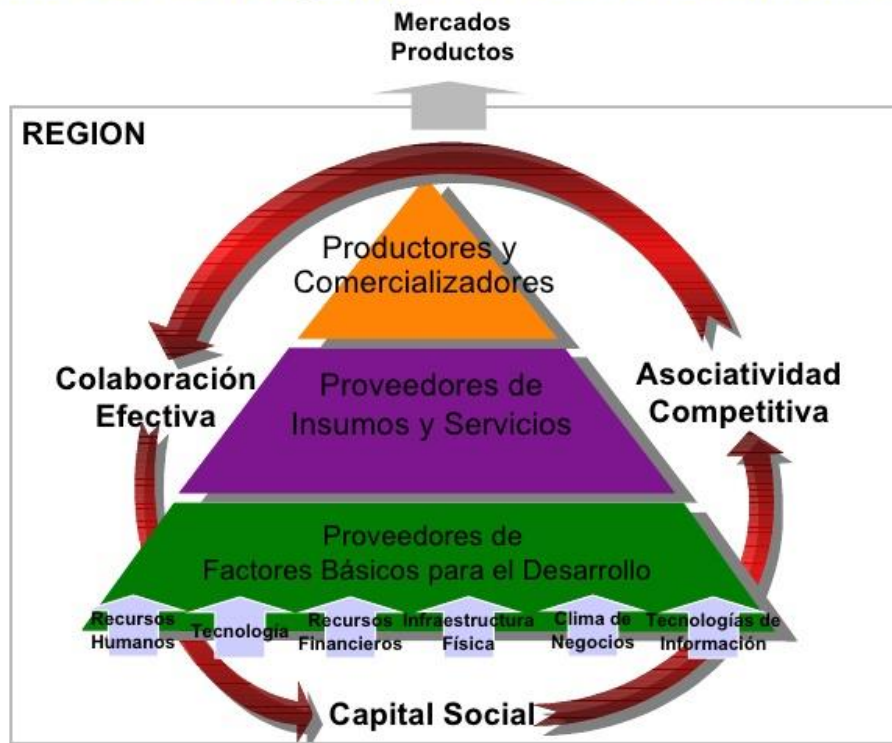 Mercados
Productos
REGION
Productores y
Comercializadores
Colaboración
Efectiva
Asociatividad
Competitiva
Proveedores de
Insumos y Servicios
Proveedores de
Factores Básicos para el Desarrollo
Recursos
Humanos
Tecnología
Recursos
Financieros
Infraestructura
Física
Clima de
Negocios
Tecnologías de
Información
Capital Social